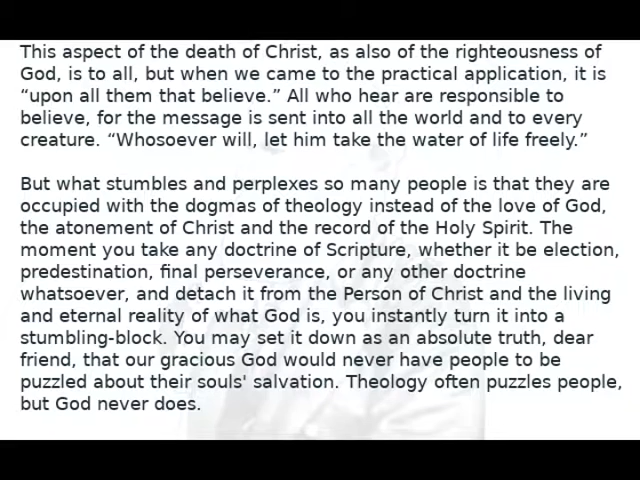 This aspect of the death of Christ, as also of the righteousness of
God, is to all, but when we came to the practical application, it is
“upon all them that believe.” All who hear are responsible to
believe, for the message is sent into all the world and to every
creature. “Whosoever will, let him take the water of life freely.”
But what stumbles and perplexes so many people is that they are
occupied with the dogmas of theology instead of the love of God,
the atonement of Christ and the record of the Holy Spirit. The
moment you take any doctrine of Scripture, whether it be election,
predestination, final perseverance, or any other doctrine
whatsoever, and detach it from the Person of Christ and the living
and eternal reality of what God is, you instantly turn it into a
stumbling-block. You may set it down as an absolute truth, dear
friend, that our gracious God would never have people to be
puzzled about their souls' salvation. Theology often puzzles people,
but God never does.